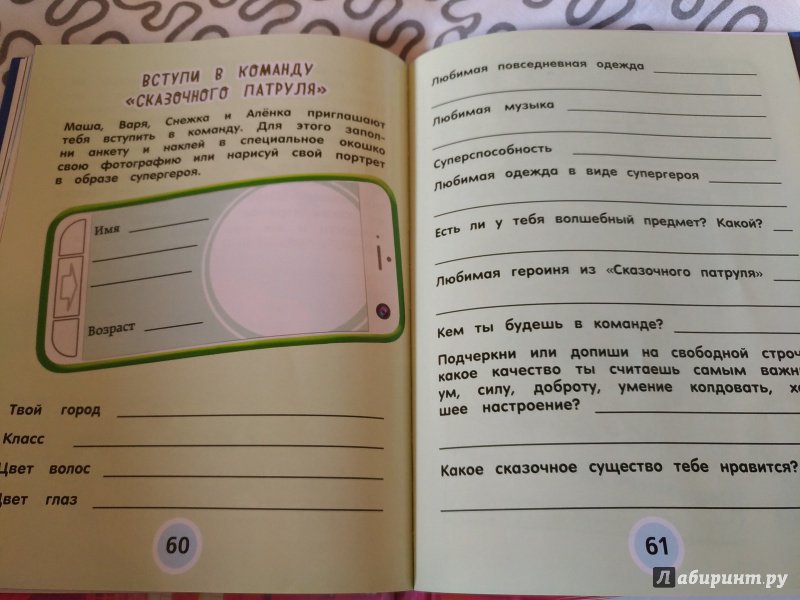 ВСТУПИ В КОМАНДУ
«СКАЗОЧНОГО ПАТРУЛЯ»
Маша, Варя, Снежка и Алёнка приглашают
тебя вступить в команду. Для этого запол-
ни анкету и наклей в специальное окошко
свою фотографию или нарисуй свой портрет
в образе супергероя.
Имя
Возраст
Твой город
Класс
Цвет волос
Цвет глаз
60
Любимая повседневная одежда
Любимая музыка
Суперспособность
Любимая одежда в виде супергероя
Есть ли у тебя волшебный предмет? Какой?
Любимая героиня из «Сказочного патруля»
Кем ты будешь в команде?
Подчеркни или допиши на свободной строч
какое качество ты считаешь самым важн
ум, силу, доброту, умение колдовать, хо
шее настроение?
Какое сказочное существо тебе нравится?
61
Лабиринт.ру